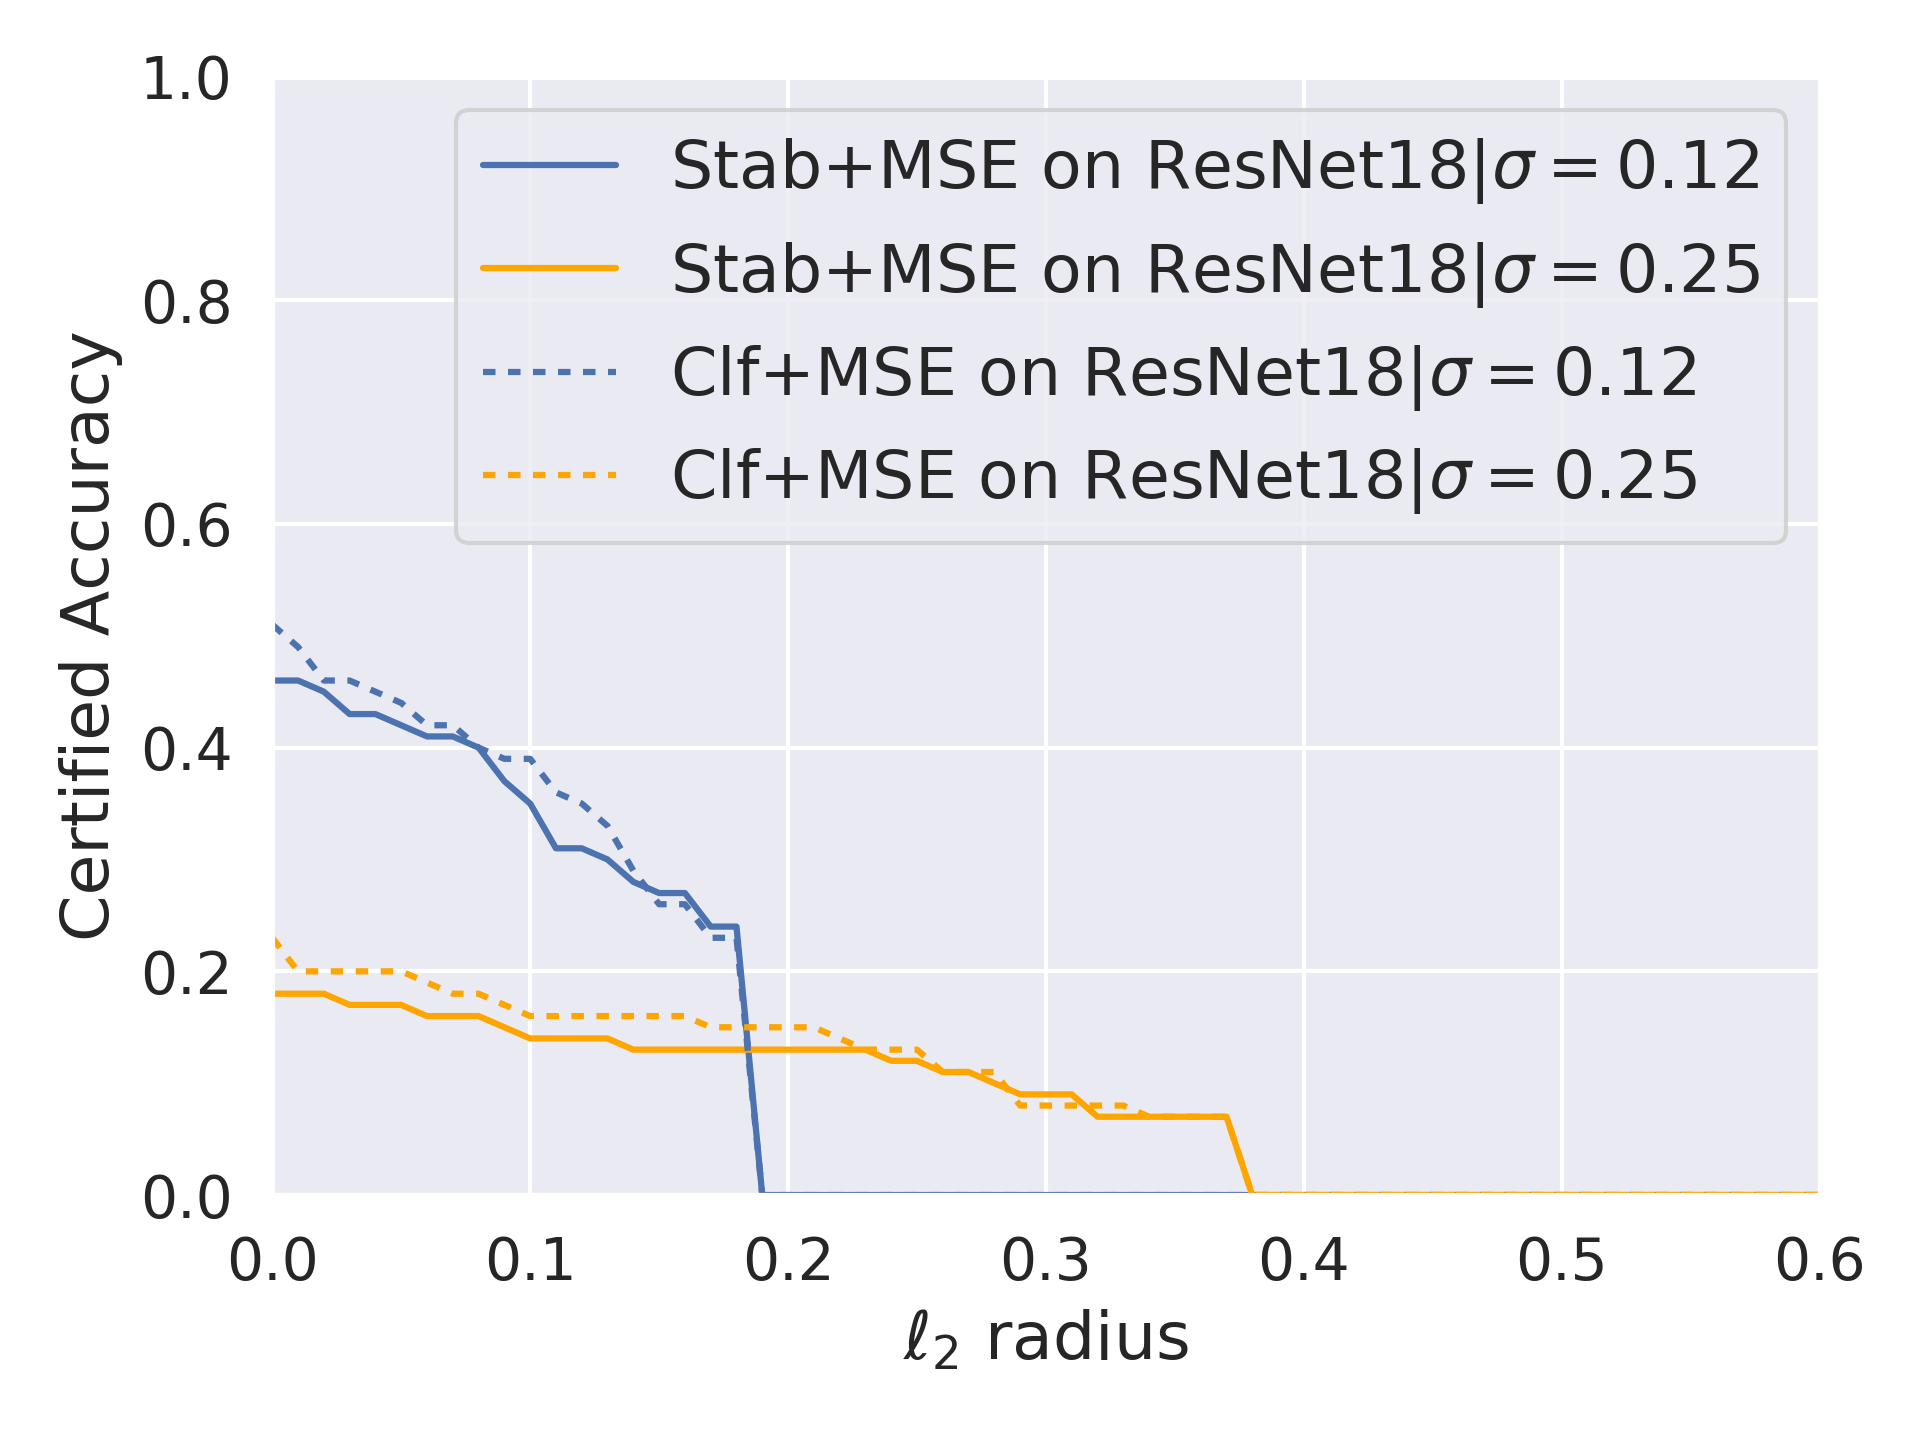 1.0
0.8
0.6
0.4
0.2
0.0
Certified Accuracy
Stab+MSE on ResNet18|σ = 0.12
Stab+MSE on ResNet18|σ = 0.25
Clf+MSE on ResNet18|σ = 0.12
Clf+MSE on ResNet18|σ = 0.25
0.0 0.1 0.2 0.3 0.4 0.5 0.6
ℓ₂ radius